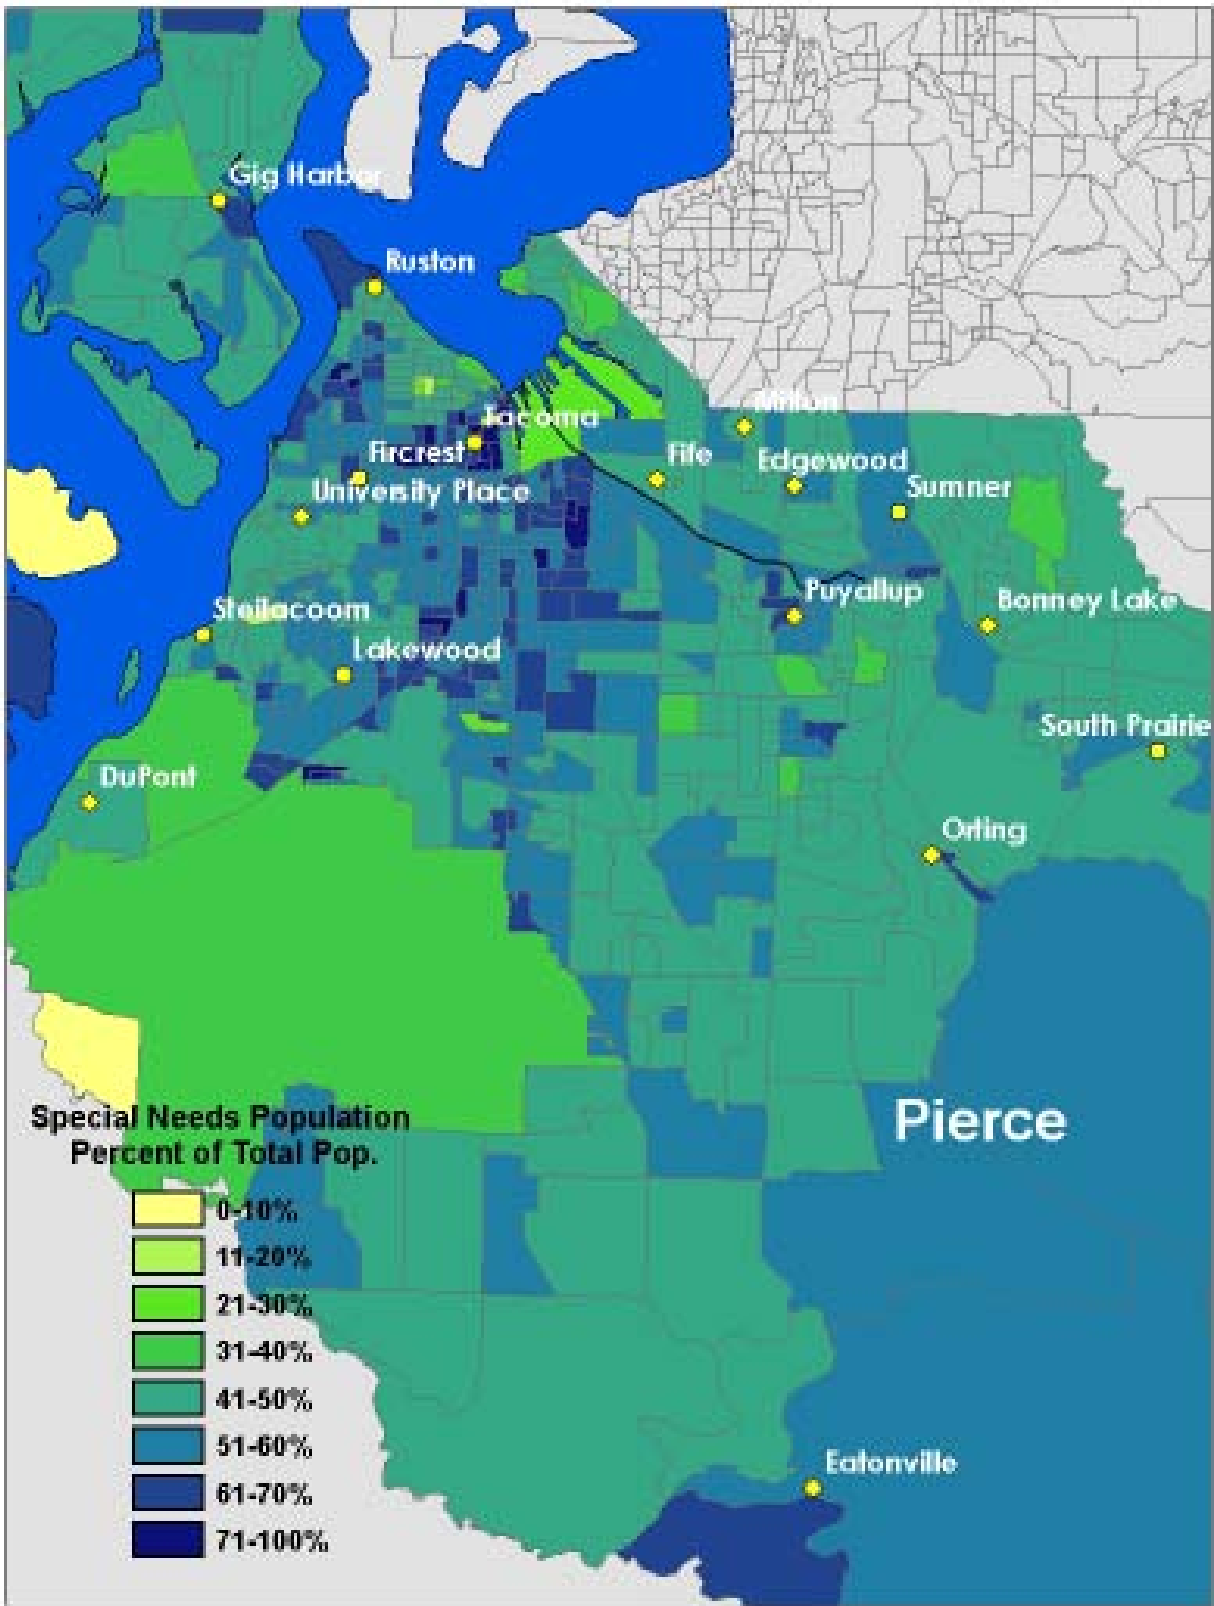 Gig Harbor
Ruston
Milton
Tacoma
Fircrest
Fife
Edgewood
University Place
Sumner
Puyallup
Steilacoom
Bonney Lake
Lakewood
South Prairie
DuPont
Orting
Pierce
Special Needs Population
Percent of Total Pop.
0-10%
11-20%
21-30%
31-40%
41-50%
51-60%
61-70%
71-100%
Eatonville